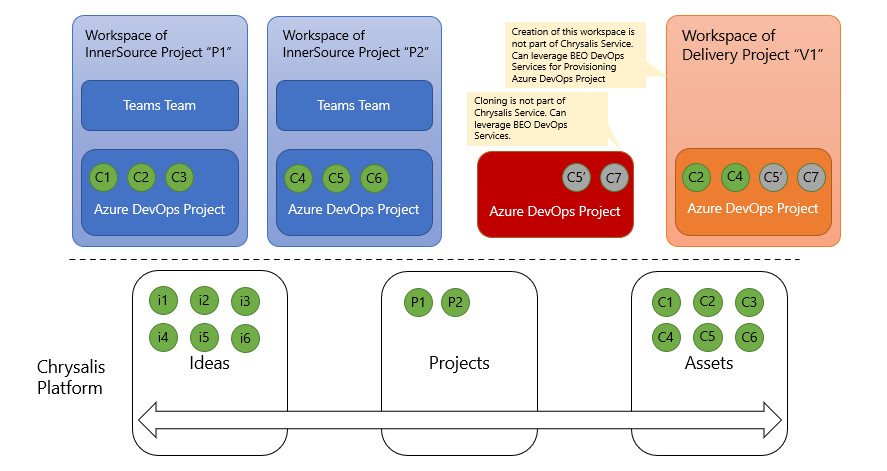 Workspace of
InnerSource Project “P1”
Teams Team
C1 C2 C3
Azure DevOps Project
Workspace of
InnerSource Project “P2”
Teams Team
C4 C5 C6
Azure DevOps Project
Creation of this workspace is
not part of Chrysalis Service.
Can leverage BEO DevOps
Services for Provisioning
Azure DevOps Project
Cloning is not part of
Chrysalis Service. Can
leverage BEO DevOps
Services.
C5’ C7
Azure DevOps Project
Workspace of
Delivery Project “V1”
C2 C4 C5’ C7
Azure DevOps Project
Chrysalis
Platform
i1 i2 i3
i4 i5 i6
Ideas
P1 P2
Projects
C1 C2 C3
C4 C5 C6
Assets